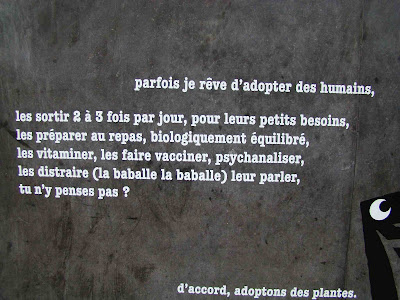 parfois je rêve d'adopter des humains,
les sortir 2 à 3 fois par jour, pour leurs petits besoins,
les préparer au repas, biologiquement équilibré,
les vitaminer, les faire vacciner, psychanaliser,
les distraire (la baballe la baballe) leur parler,
tu n'y penses pas ?
d'accord, adoptons des plantes.